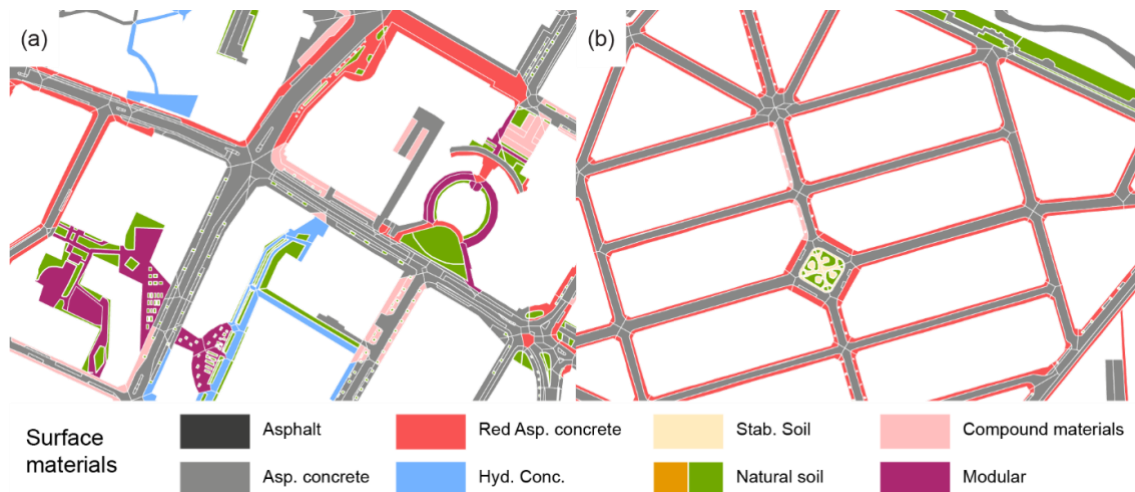 (a)
(b)
Surface
materials
Asphalt
Red Asp. concrete
Stab. Soil
Compound materials
Asp. concrete
Hyd. Conc.
Natural soil
Modular